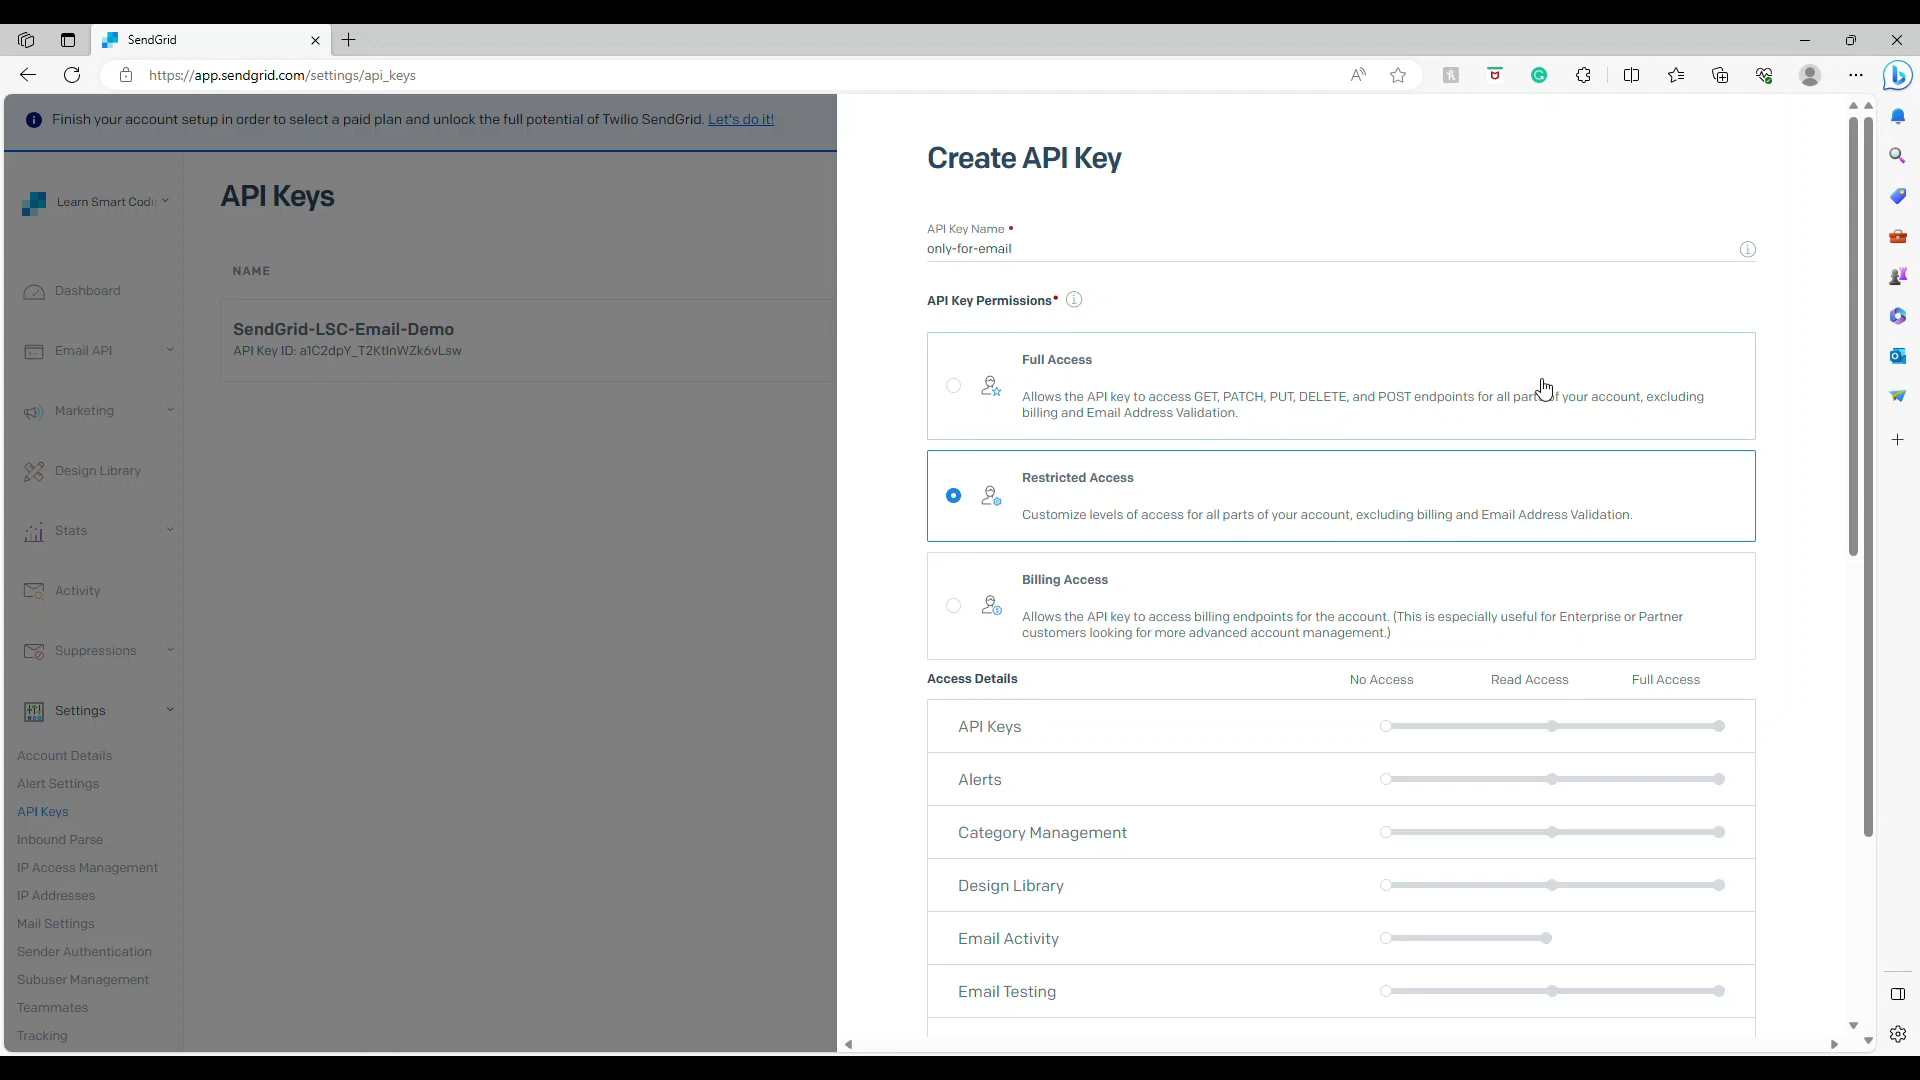 SendGrid
https://app.sendgrid.com/settings/api_keys
Finish your account setup in order to select a paid plan and unlock the full potential of Twilio SendGrid. Let's do it!
Learn Smart Codi
Dashboard
Email API
Marketing
Design Library
Stats
Activity
Suppressions
Settings
Account Details
Alert Settings
API Keys
Inbound Parse
IP Access Management
IP Addresses
Mail Settings
Sender Authentication
Subuser Management
Teammates
Tracking
API Keys
NAME
SendGrid-LSC-Email-Demo
API Key ID: alC2dpY_T2KtlnWZk6vLsw
Create API Key
API Key Name •
only-for-email
API Key Permissions•
Full Access
Allows the API key to access GET, PATCH, PUT, DELETE, and POST endpoints for all parts of your account, excluding
billing and Email Address Validation.
Restricted Access
Customize levels of access for all parts of your account, excluding billing and Email Address Validation.
Billing Access
Allows the API key to access billing endpoints for the account. (This is especially useful for Enterprise or Partner
customers looking for more advanced account management.)
Access Details No Access Read Access Full Access
API Keys
Alerts
Category Management
Design Library
Email Activity
Email Testing